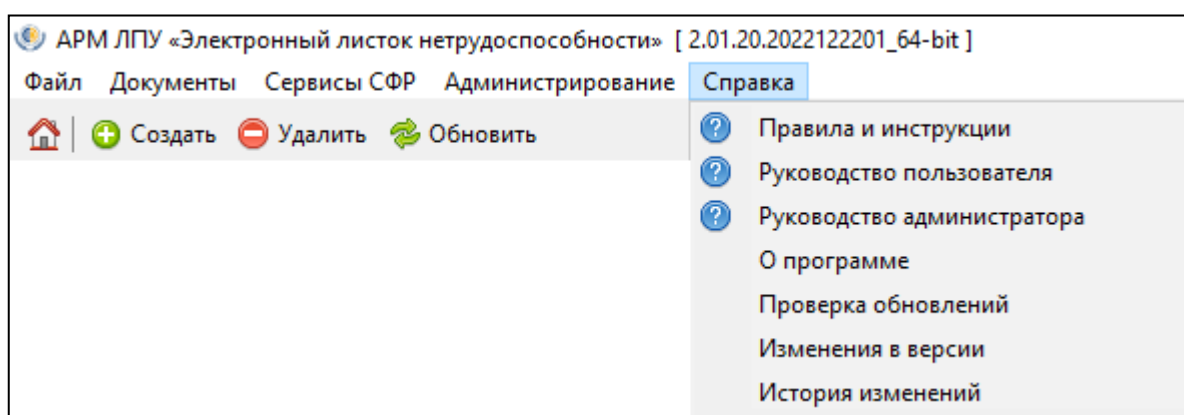 АРМ ЛПУ «Электронный листок нетрудоспособности» [ 2.01.20.2022122201_64-bit ]
Файл Документы Сервисы СФР Администрирование Справка
Создать Удалить Обновить
Правила и инструкции
Руководство пользователя
Руководство администратора
О программе
Проверка обновлений
Изменения в версии
История изменений